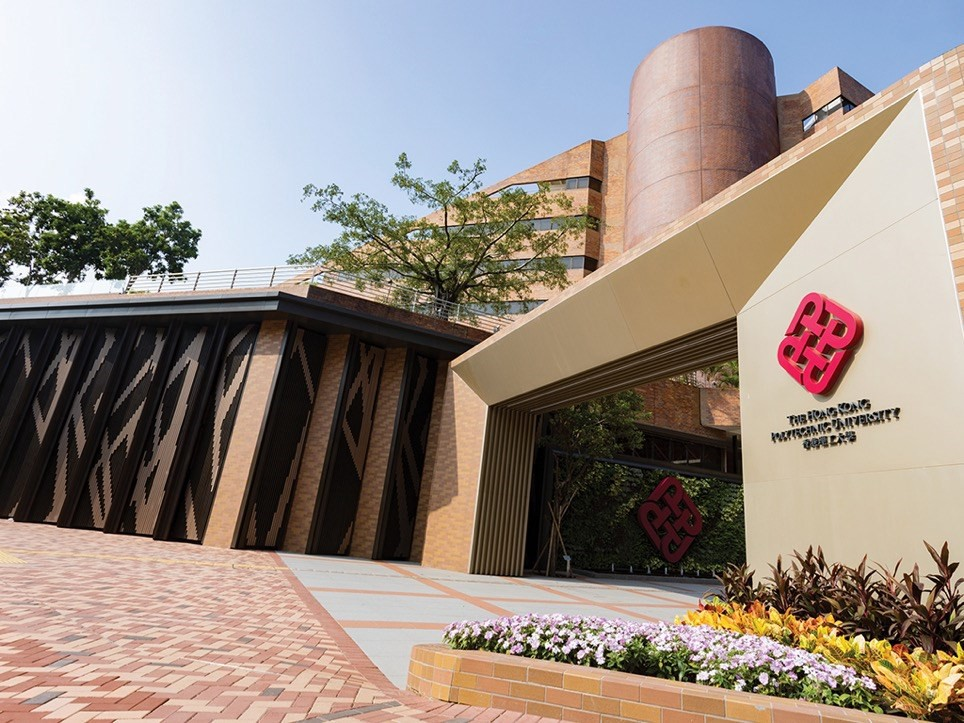 THE HONG KONG
POLYTECHNIC UNIVERSITY
香港理工大學